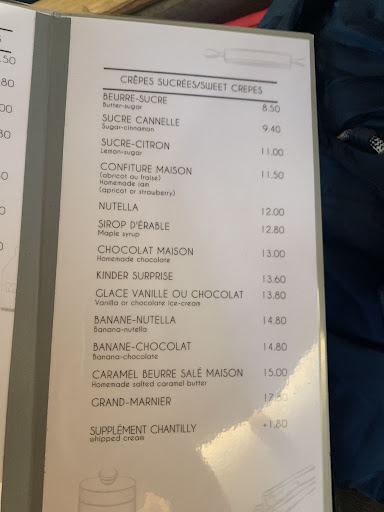 .50
.80
CRÊPES SUCRÉES/SWEET CREPES
BEURRE-SUCRE 8.50
Butter-sugar
SUCRE CANNELLE 9.40
Sugar-cinnamon
SUCRE-CITRON 11.00
Lemon-sugar
CONFITURE MAISON 11.50
(abricot ou fraise)
Homemade jam
(apricot or strawberry)
NUTELLA 12.00
SIROP D'ÉRABLE 12.80
Maple syrup
CHOCOLAT MAISON 13.00
Homemade chocolate
KINDER SURPRISE 13.60
GLACE VANILLE OU CHOCOLAT 13.80
Vanilla or chocolate ice-cream
BANANE-NUTELLA 14.80
Banana-nutella
BANANE-CHOCOLAT 14.80
Banana-chocolate
CARAMEL BEURRE SALÉ MAISON 15.00
Homemade salted caramel butter
GRAND-MARNIER
SUPPLÉMENT CHANTILLY +1.80
whipped cream